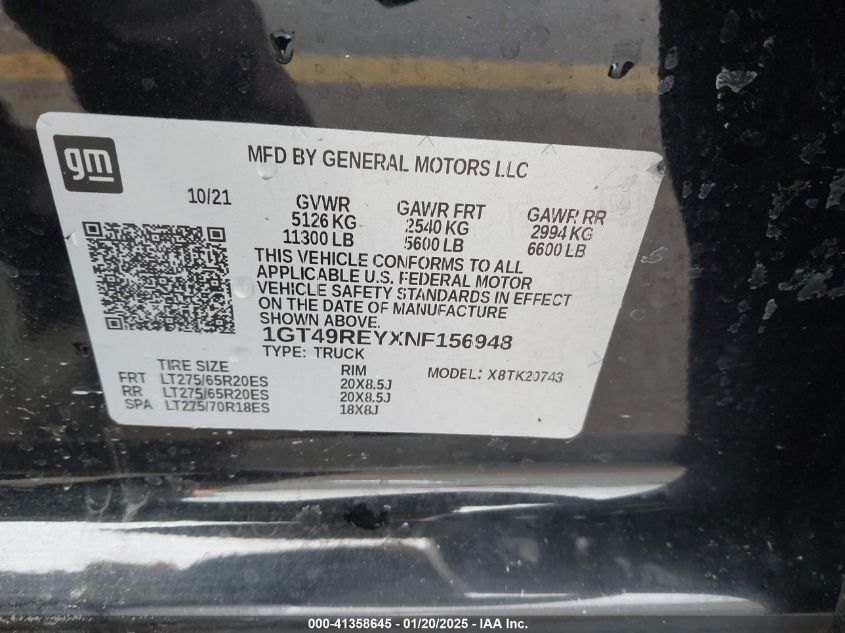 gm
MFD BY GENERAL MOTORS LLC
10/21
GVWR GAWR FRT GAWR RR
5126 KG 2540 KG 2994 KG
11300 LB 5600 LB 6600 LB
THIS VEHICLE CONFORMS TO ALL
APPLICABLE U.S. FEDERAL MOTOR
VEHICLE SAFETY STANDARDS IN EFFECT
ON THE DATE OF MANUFACTURE
SHOWN ABOVE.
1GT49REYXNF156948
TYPE: TRUCK
MODEL: X8TK20743
TIRE SIZE RIM
FRT LT275/65R20ES 20X8.5J
RR LT275/65R20ES 20X8.5J
SPA LT275/70R18ES 18X8J
000-41358645 - 01/20/2025 - IAA Inc.